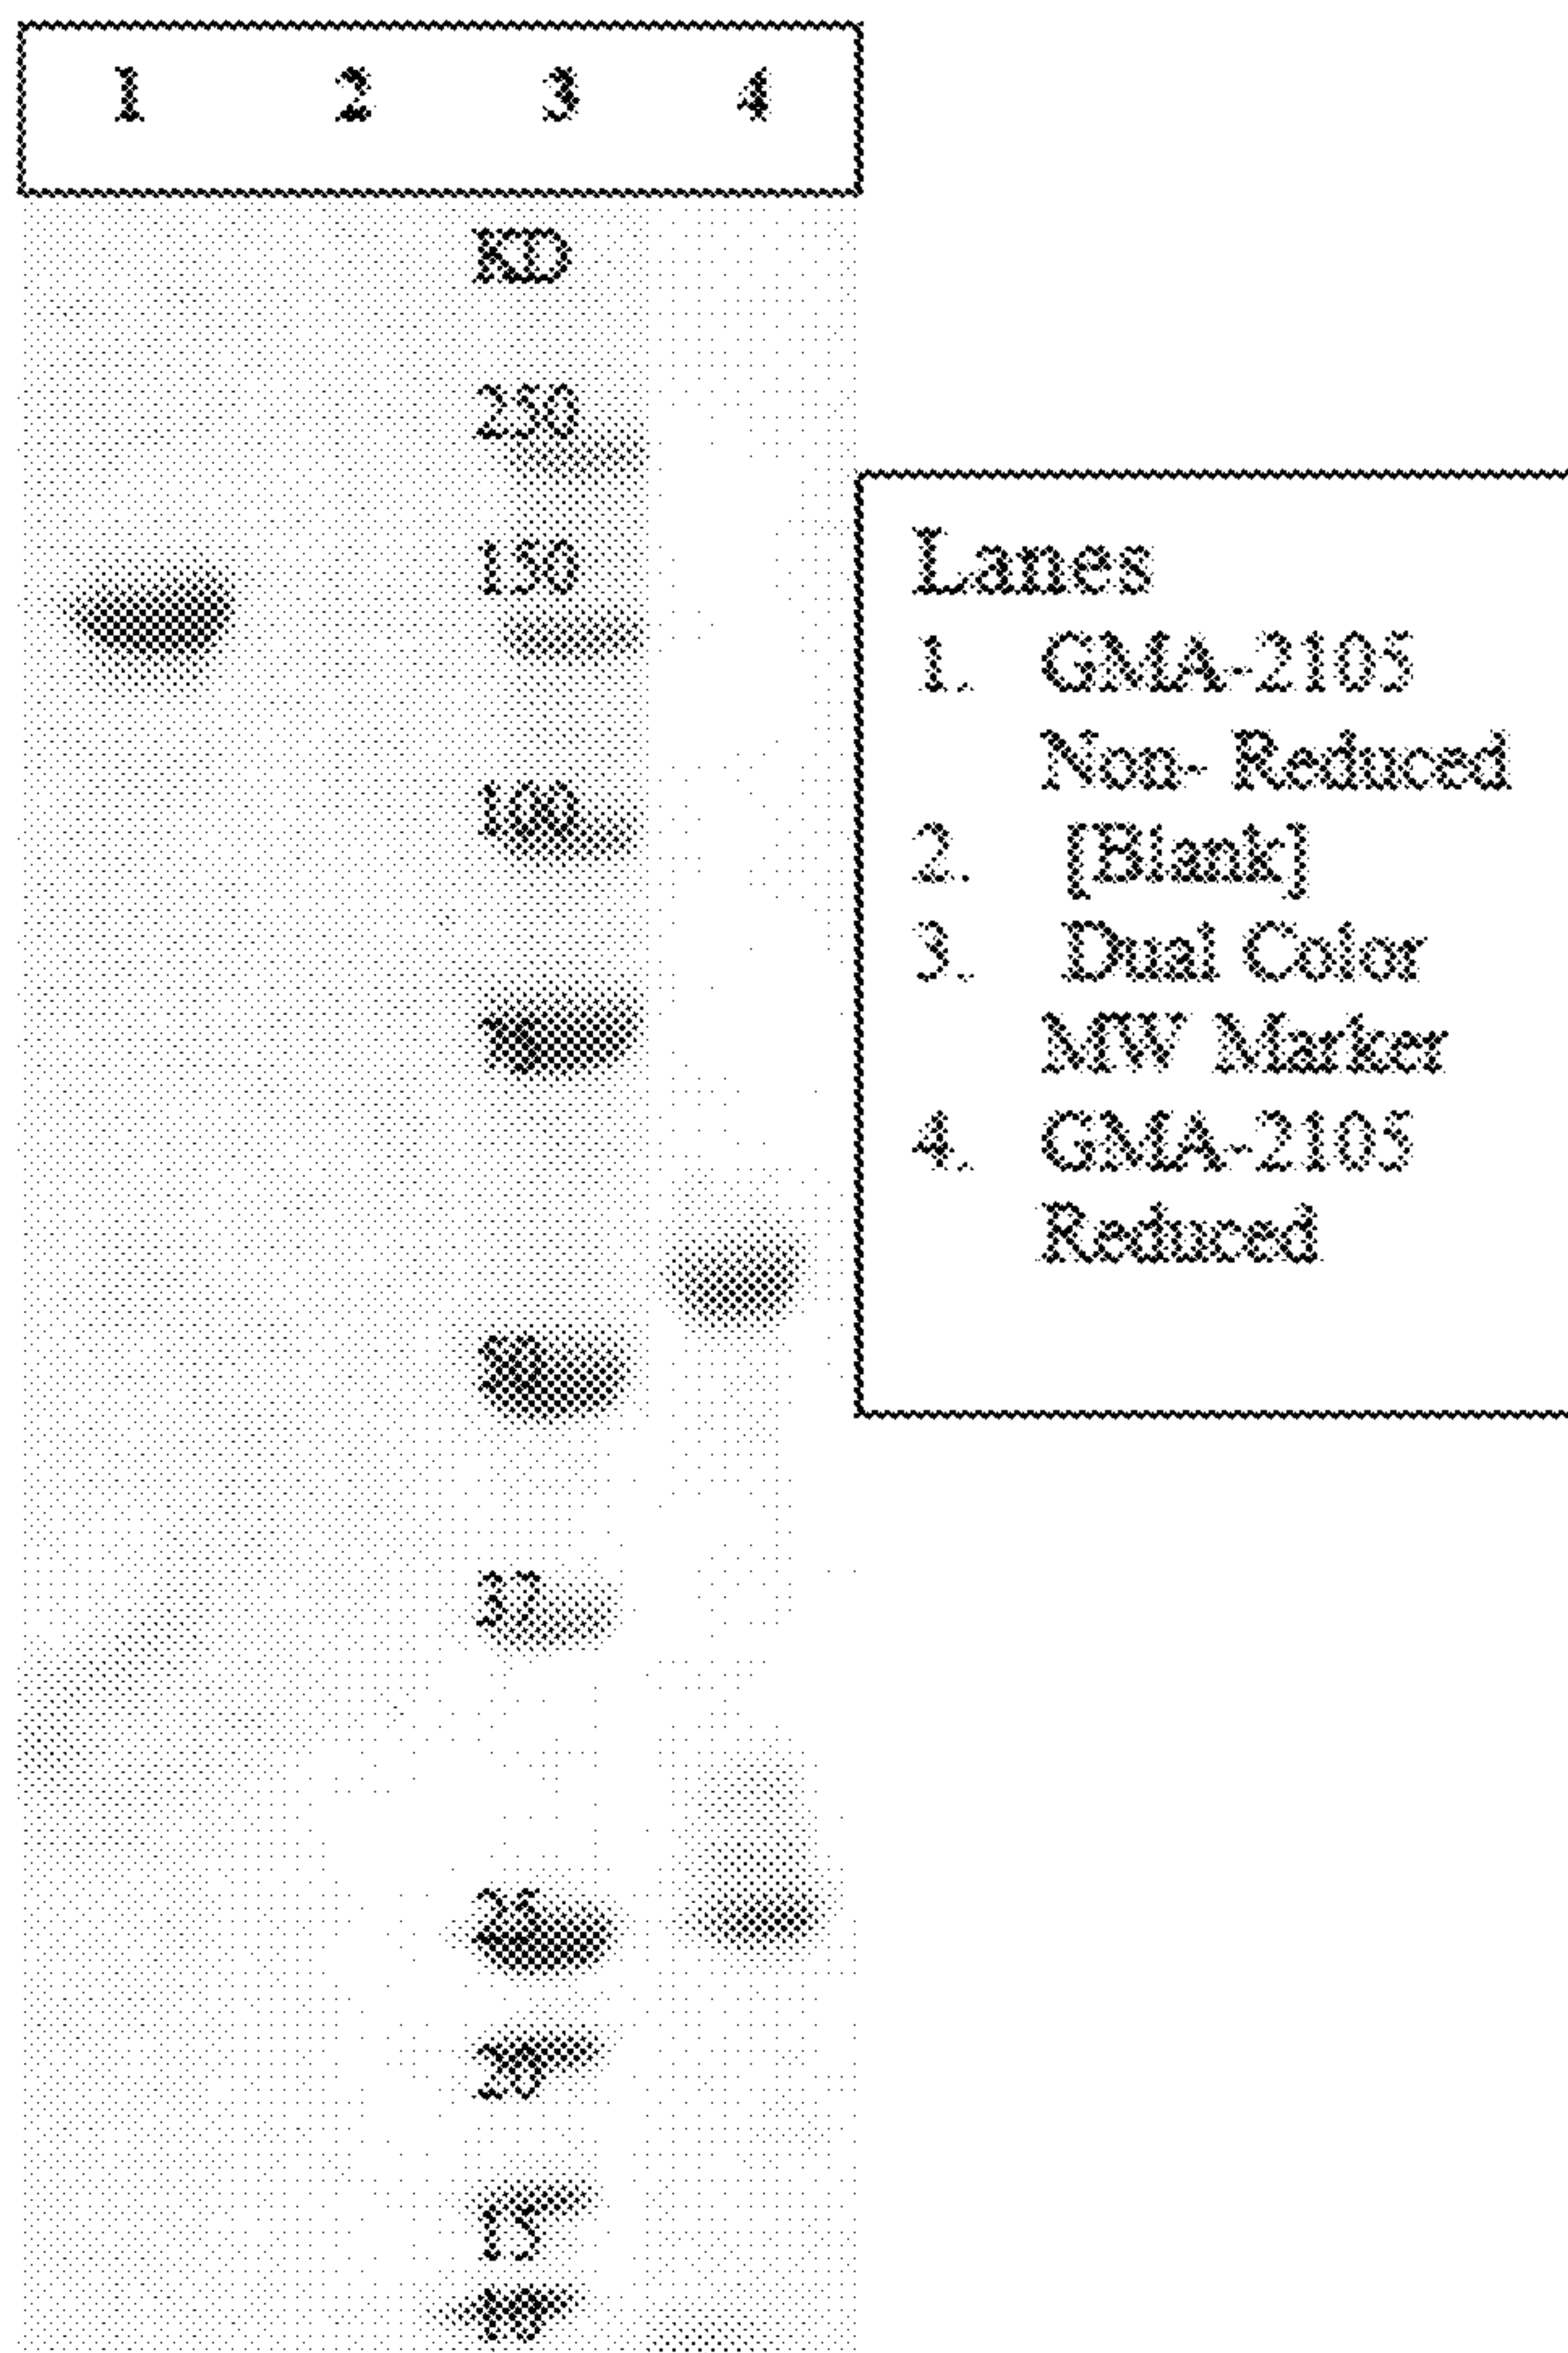 1 2 3 4
KD
250
150
100
75
50
37
25
20
15
10
Lanes
1. GMA-2105
Non- Reduced
2. [Blank]
3. Dual Color
MW Marker
4. GMA-2105
Reduced